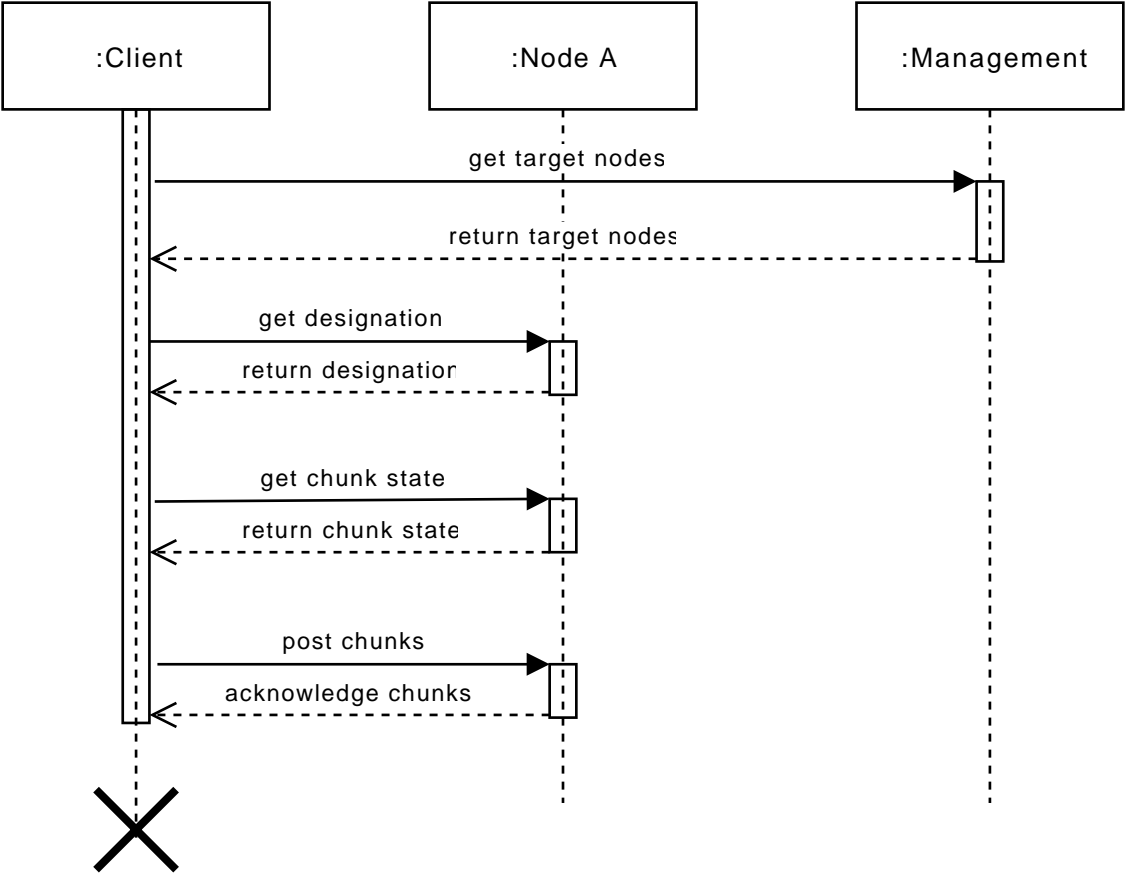 :Client
:Node A
:Management
get target nodes
return target nodes
get designation
return designation
get chunk state
return chunk state
post chunks
acknowledge chunks